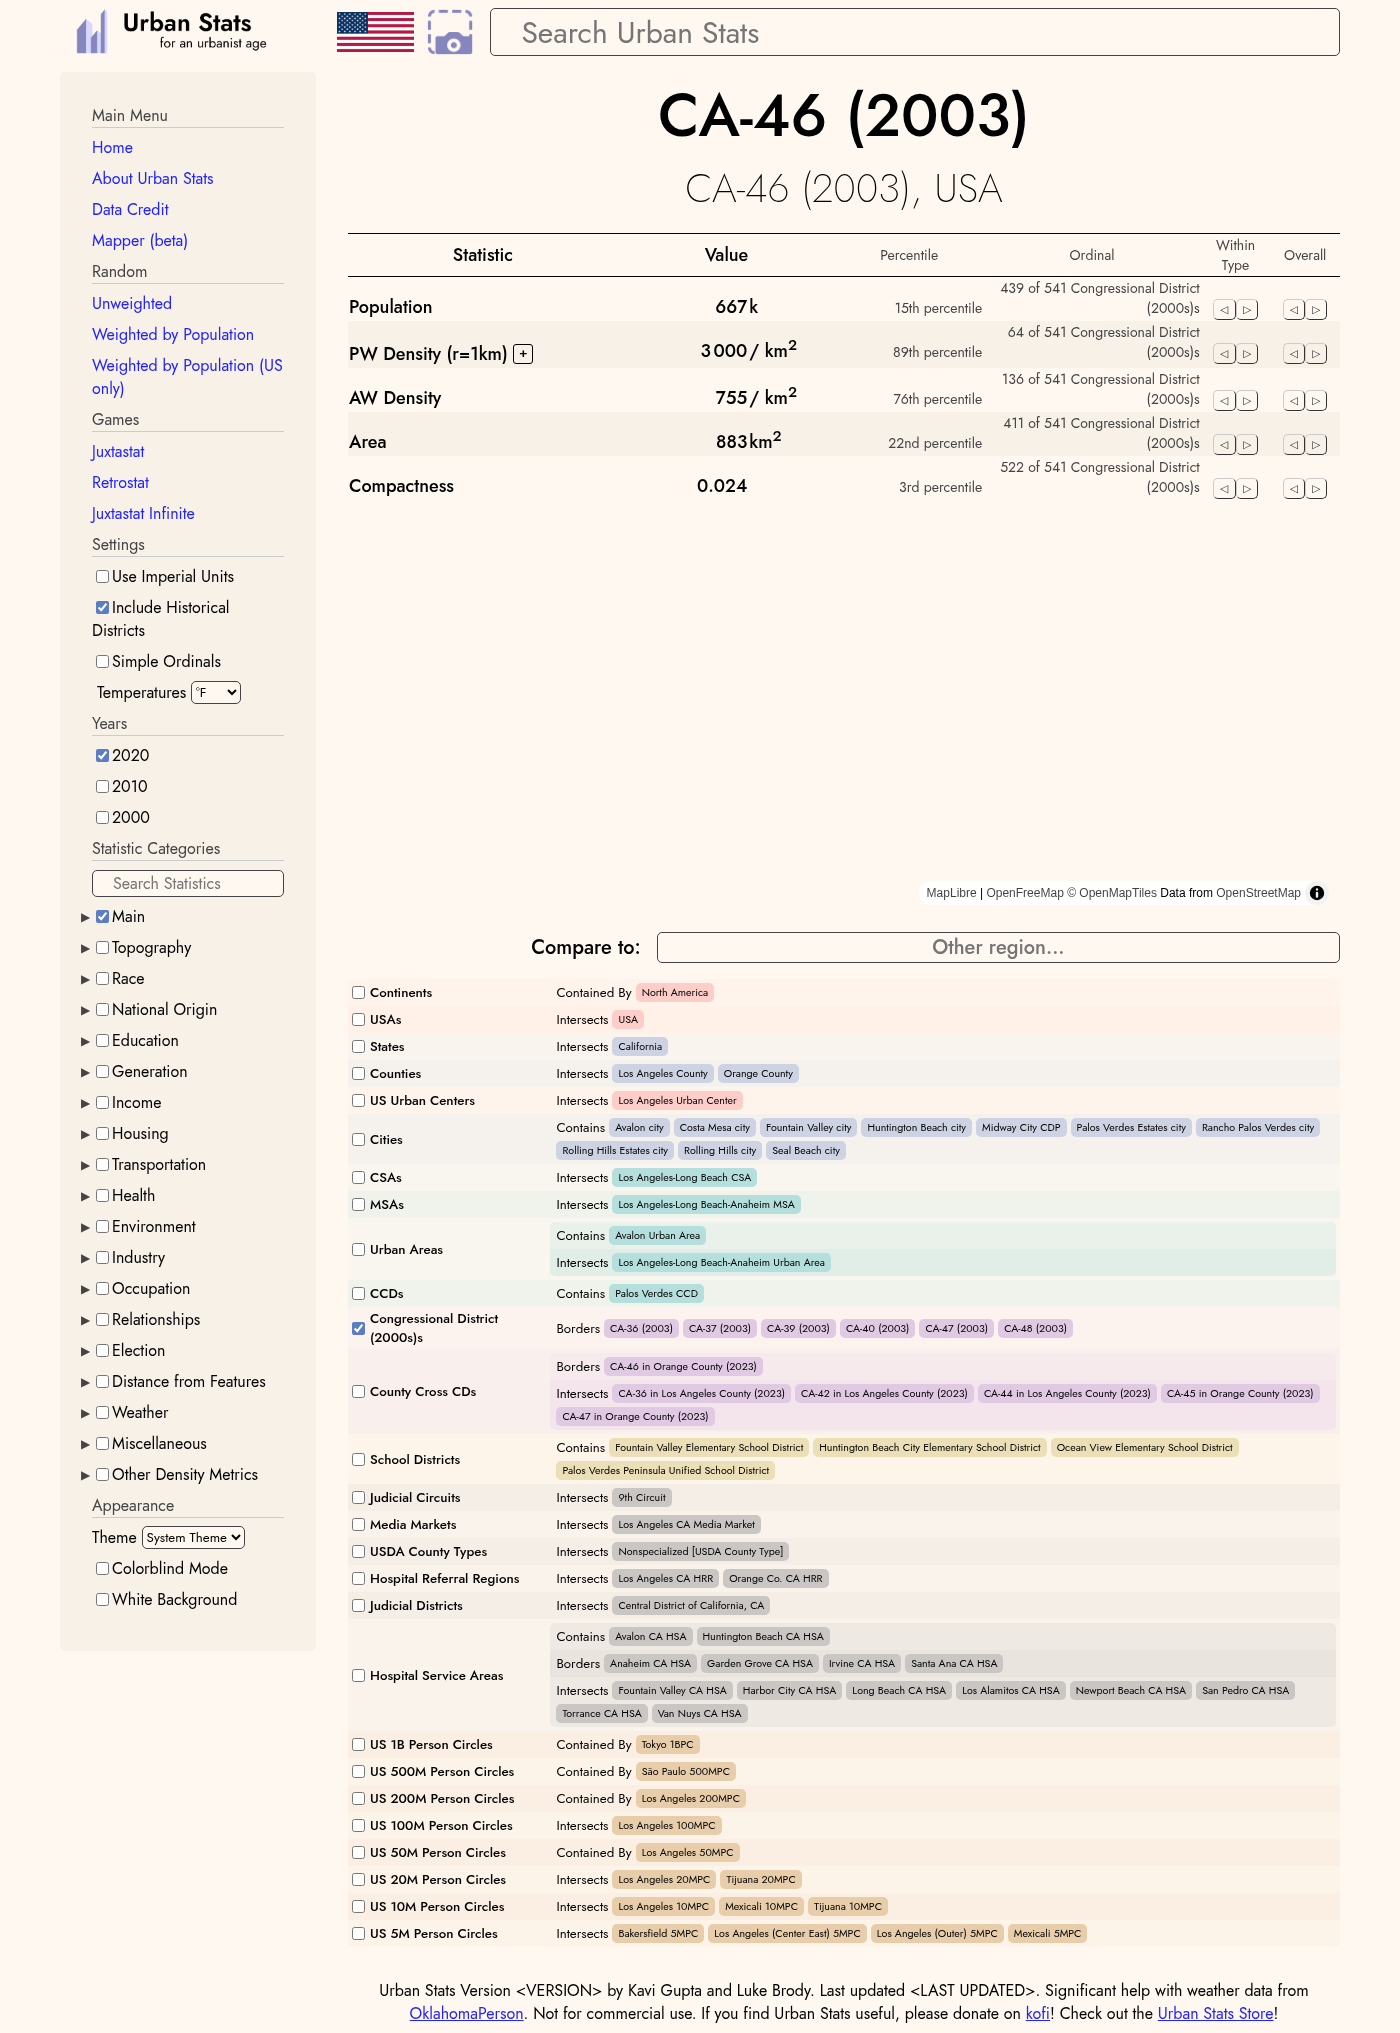 Urban Stats
for an urbanist age
Search Urban Stats
Main Menu
Home
About Urban Stats
Data Credit
Mapper (beta)
Random
Unweighted
Weighted by Population
Weighted by Population (US
only)
Games
Juxtastat
Retrostat
Juxtastat Infinite
Settings
Use Imperial Units
Include Historical
Districts
Simple Ordinals
Temperatures °F
Years
2020
2010
2000
Statistic Categories
Search Statistics
Main
Topography
Race
National Origin
Education
Generation
Income
Housing
Transportation
Health
Environment
Industry
Occupation
Relationships
Election
Distance from Features
Weather
Miscellaneous
Other Density Metrics
Appearance
Theme System Theme
Colorblind Mode
White Background
CA-46 (2003)
CA-46 (2003), USA
Statistic Value Percentile Ordinal Within Type Overall
Population 667k 15th percentile 439 of 541 Congressional District (2000s)s
PW Density (r=1km) + 3 000 / km2 89th percentile 64 of 541 Congressional District (2000s)s
AW Density 755 / km2 76th percentile 136 of 541 Congressional District (2000s)s
Area 883 km2 22nd percentile 411 of 541 Congressional District (2000s)s
Compactness 0.024 3rd percentile 522 of 541 Congressional District (2000s)s
MapLibre | OpenFreeMap © OpenMapTiles Data from OpenStreetMap
Compare to: Other region...
Continents Contained By North America
USAs Intersects USA
States Intersects California
Counties Intersects Los Angeles County Orange County
US Urban Centers Intersects Los Angeles Urban Center
Cities Contains Avalon city Costa Mesa city Fountain Valley city Huntington Beach city Midway City CDP Palos Verdes Estates city Rancho Palos Verdes city
Rolling Hills Estates city Rolling Hills city Seal Beach city
CSAs Intersects Los Angeles-Long Beach CSA
MSAs Intersects Los Angeles-Long Beach-Anaheim MSA
Urban Areas Contains Avalon Urban Area
Intersects Los Angeles-Long Beach-Anaheim Urban Area
CCDs Contains Palos Verdes CCD
Congressional District (2000s)s Borders CA-36 (2003) CA-37 (2003) CA-39 (2003) CA-40 (2003) CA-47 (2003) CA-48 (2003)
County Cross CDs Borders CA-46 in Orange County (2023)
Intersects CA-36 in Los Angeles County (2023) CA-42 in Los Angeles County (2023) CA-44 in Los Angeles County (2023) CA-45 in Orange County (2023)
CA-47 in Orange County (2023)
School Districts Contains Fountain Valley Elementary School District Huntington Beach City Elementary School District Ocean View Elementary School District
Palos Verdes Peninsula Unified School District
Judicial Circuits Intersects 9th Circuit
Media Markets Intersects Los Angeles CA Media Market
USDA County Types Intersects Nonspecialized [USDA County Type]
Hospital Referral Regions Intersects Los Angeles CA HRR Orange Co. CA HRR
Judicial Districts Intersects Central District of California, CA
Hospital Service Areas Contains Avalon CA HSA Huntington Beach CA HSA
Borders Anaheim CA HSA Garden Grove CA HSA Irvine CA HSA Santa Ana CA HSA
Intersects Fountain Valley CA HSA Harbor City CA HSA Long Beach CA HSA Los Alamitos CA HSA Newport Beach CA HSA San Pedro CA HSA
Torrance CA HSA Van Nuys CA HSA
US 1B Person Circles Contained By Tokyo 1BPC
US 500M Person Circles Contained By São Paulo 500MPC
US 200M Person Circles Contained By Los Angeles 200MPC
US 100M Person Circles Intersects Los Angeles 100MPC
US 50M Person Circles Contained By Los Angeles 50MPC
US 20M Person Circles Intersects Los Angeles 20MPC Tijuana 20MPC
US 10M Person Circles Intersects Los Angeles 10MPC Mexicali 10MPC Tijuana 10MPC
US 5M Person Circles Intersects Bakersfield 5MPC Los Angeles (Center East) 5MPC Los Angeles (Outer) 5MPC Mexicali 5MPC
Urban Stats Version <VERSION> by Kavi Gupta and Luke Brody. Last updated <LAST UPDATED>. Significant help with weather data from
OklahomaPerson. Not for commercial use. If you find Urban Stats useful, please donate on kofi! Check out the Urban Stats Store!